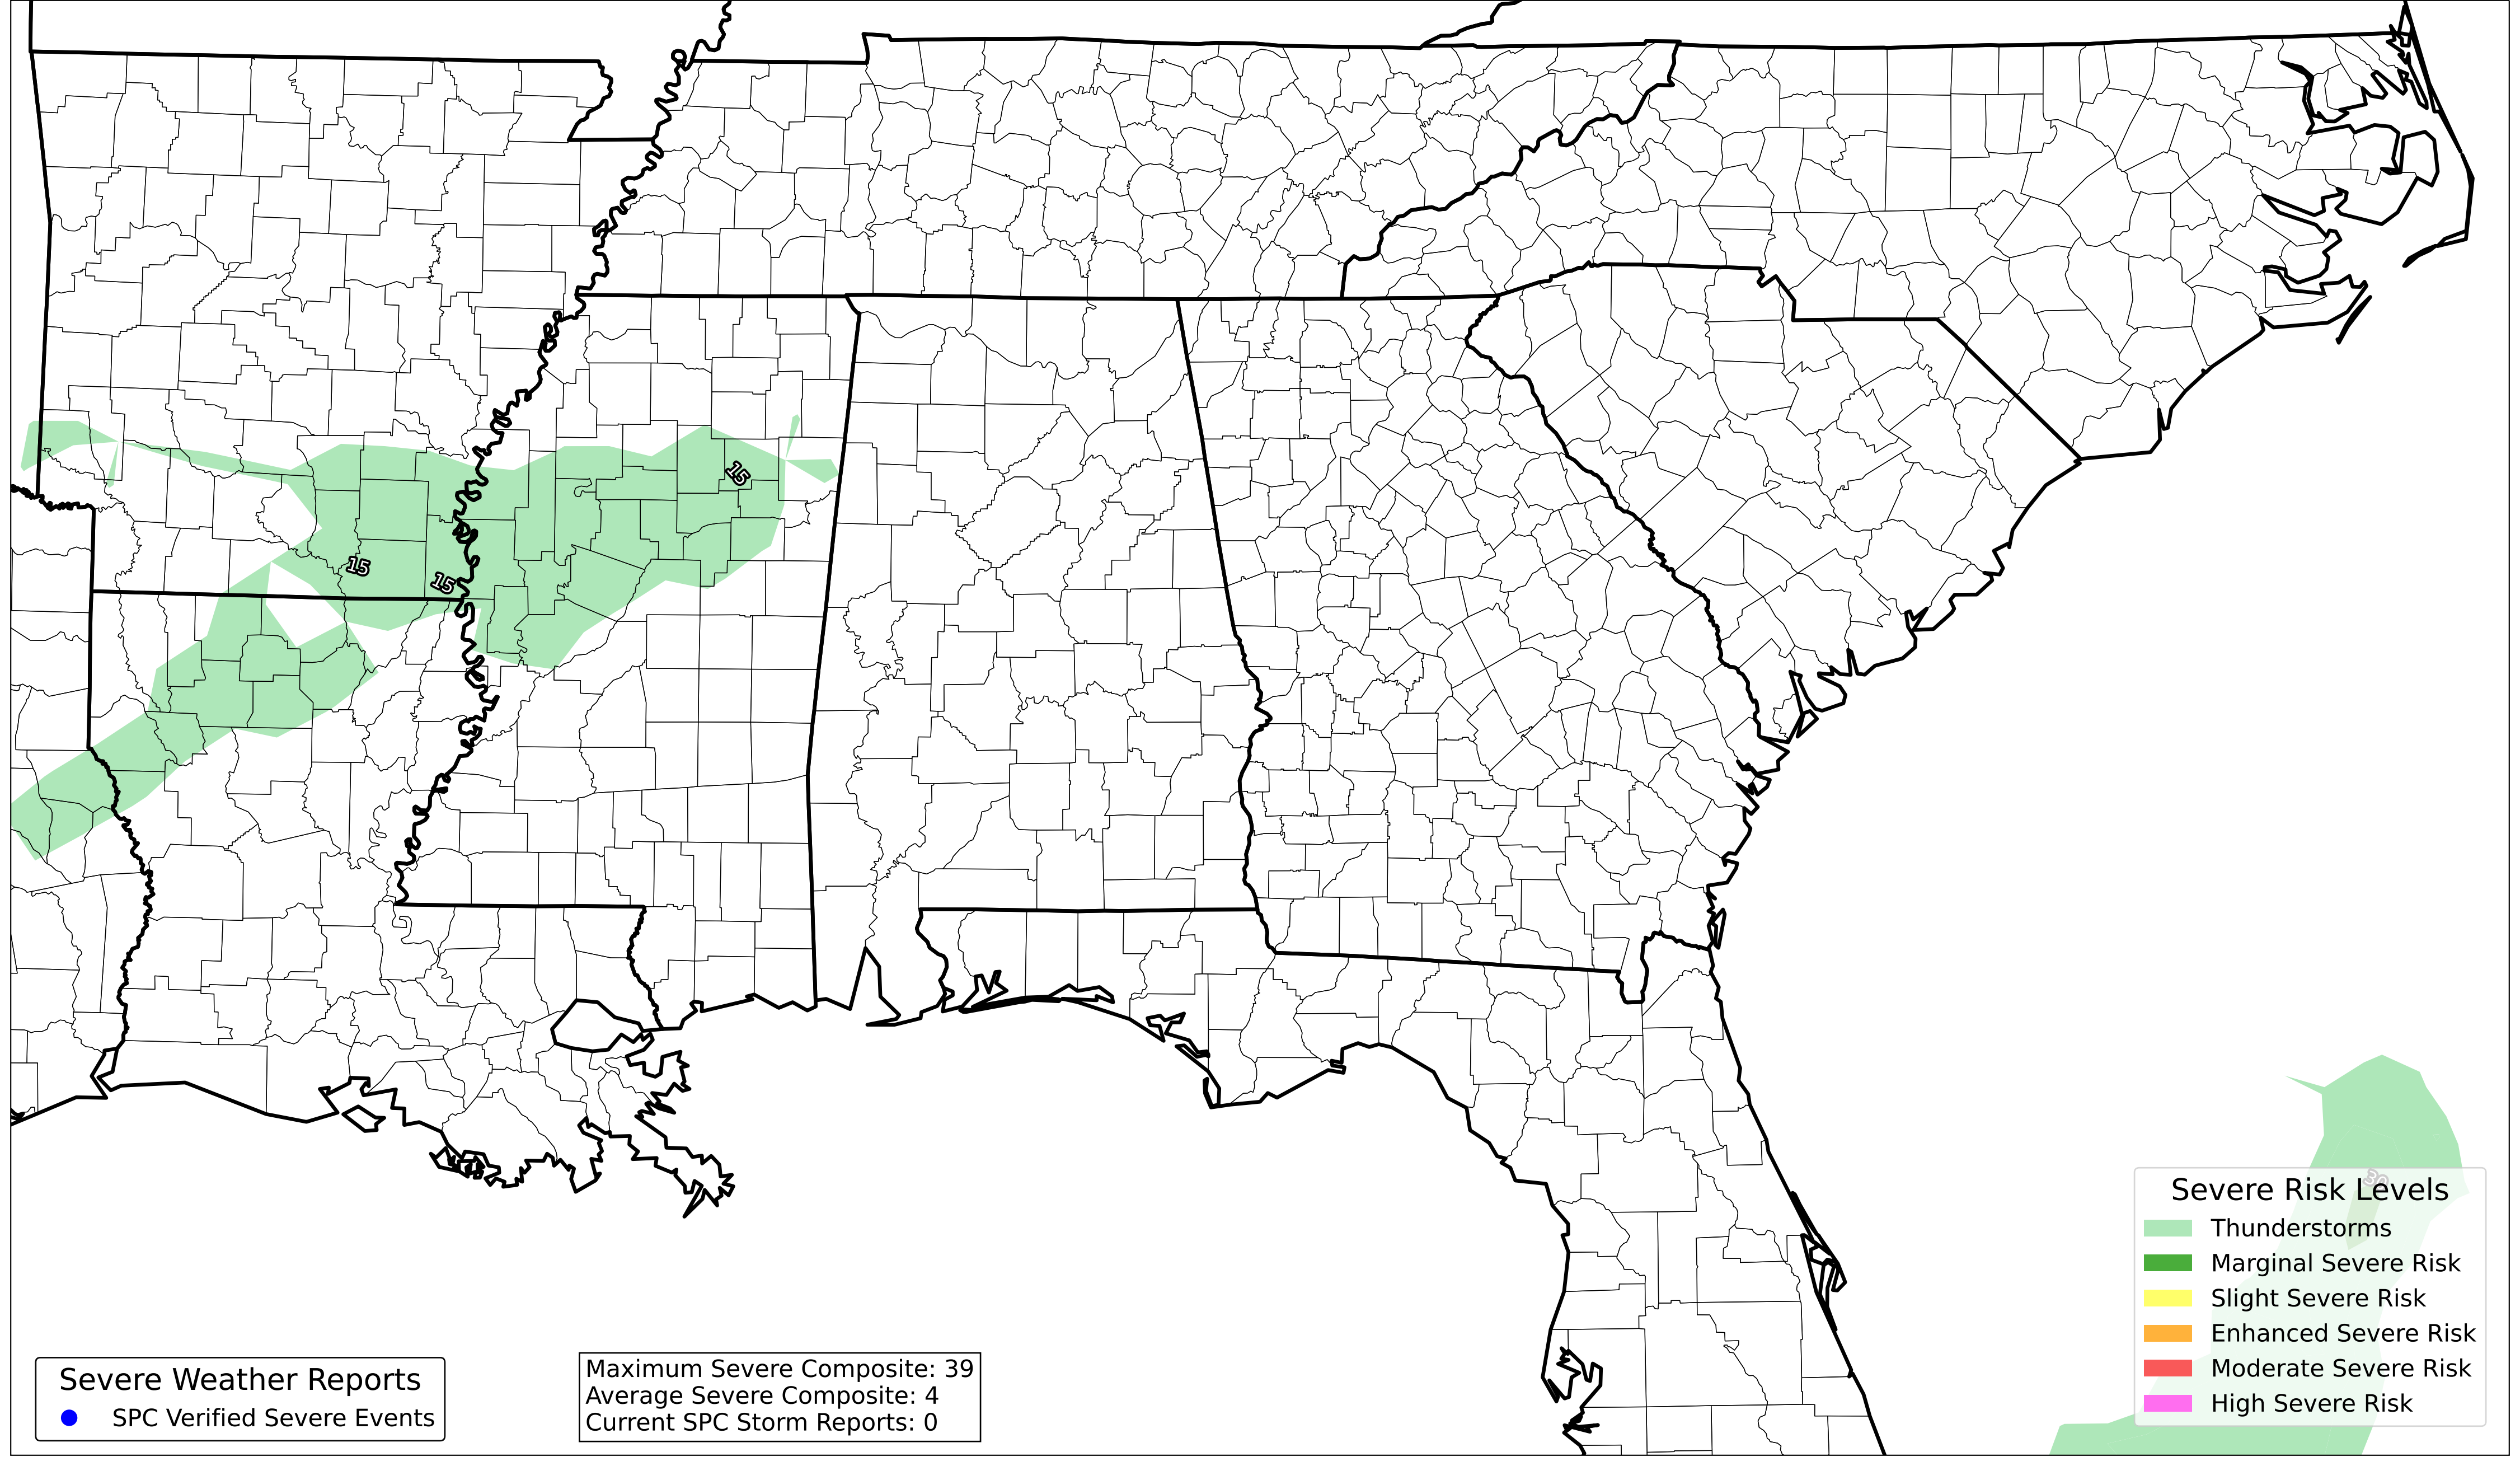 15
15
15
30
Severe Risk Levels
Thunderstorms
Marginal Severe Risk
Slight Severe Risk
Enhanced Severe Risk
Moderate Severe Risk
High Severe Risk
Severe Weather Reports
SPC Verified Severe Events
Maximum Severe Composite: 39
Average Severe Composite: 4
Current SPC Storm Reports: 0